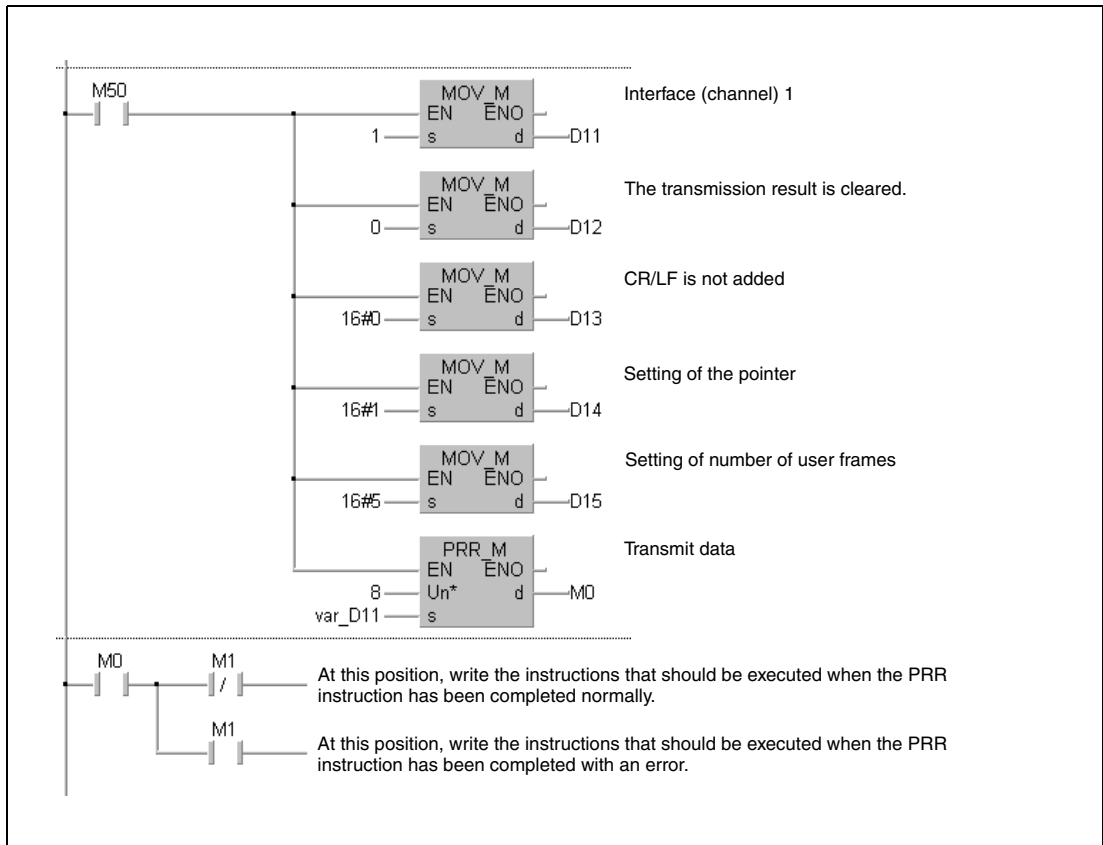 M50
MOV_M
EN ENO
1 s d D11
Interface (channel) 1
MOV_M
EN ENO
0 s d D12
The transmission result is cleared.
MOV_M
EN ENO
16#0 s d D13
CR/LF is not added
MOV_M
EN ENO
16#1 s d D14
Setting of the pointer
MOV_M
EN ENO
16#5 s d D15
Setting of number of user frames
PRR_M
EN ENO
8 Un* d M0
var_D11 s
Transmit data
M0 M1
/
At this position, write the instructions that should be executed when the PRR
instruction has been completed normally.
M1
At this position, write the instructions that should be executed when the PRR
instruction has been completed with an error.